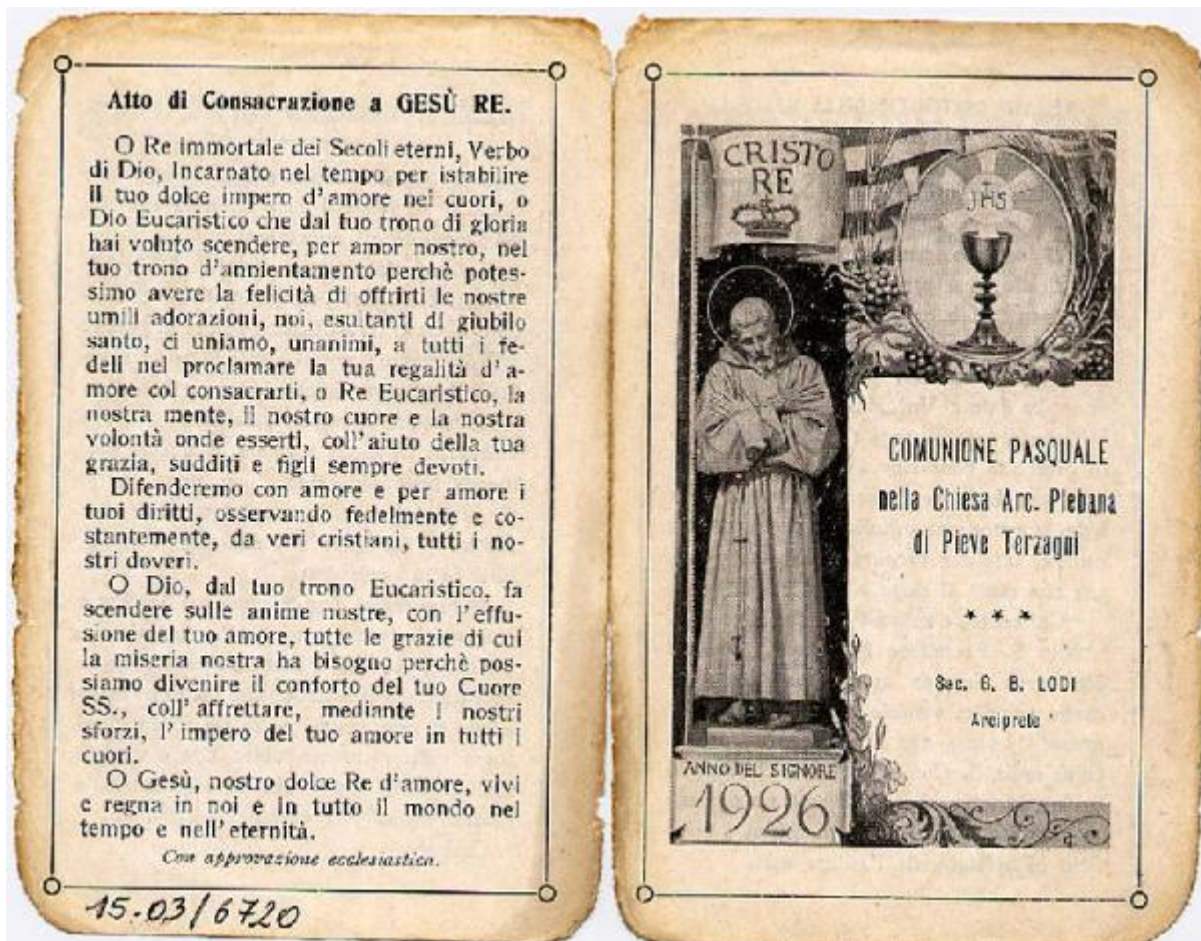 Atto di Consacrazione a GESÙ RE.
O Re immortale dei Secoli eterni, Verbo
di Dio, Incarnato nel tempo per istabilire
il tuo dolce impero d'amore nei cuori, o
Dio Eucaristico che dal tuo trono di gloria
hai voluto scendere, per amor nostro, nel
tuo trono d'annientamento perchè potes-
simo avere la felicità di offrirti le nostre
umili adorazioni, noi, esultanti di giubilo
santo, ci uniamo, unanimi, a tutti i fe-
deli nel proclamare la tua regalità d'a-
more col consacrarti, o Re Eucaristico, la
nostra mente, il nostro cuore e la nostra
volontà onde esserti, coll'aiuto della tua
grazia, sudditi e figli sempre devoti.
Difenderemo con amore e per amore i
tuoi diritti, osservando fedelmente e co-
stantemente, da veri cristiani, tutti i no-
stri doveri.
O Dio, dal tuo trono Eucaristico, fa
scendere sulle anime nostre, con l'effu-
sione del tuo amore, tutte le grazie di cui
la miseria nostra ha bisogno perchè pos-
siamo divenire il conforto del tuo Cuore
SS., coll'affrettare, mediante i nostri
sforzi, l'impero del tuo amore in tutti i
cuori.
O Gesù, nostro dolce Re d'amore, vivi
e regna in noi e in tutto il mondo nel
tempo e nell'eternità.
Con approvazione ecclesiastica.
15.03/6720
CRISTO
RE
JHS
COMUNIONE PASQUALE
nella Chiesa Arc. Plebana
di Pieve Terzagni
* * *
Sac. G. B. LODI
Arciprete
ANNO DEL SIGNORE
1926